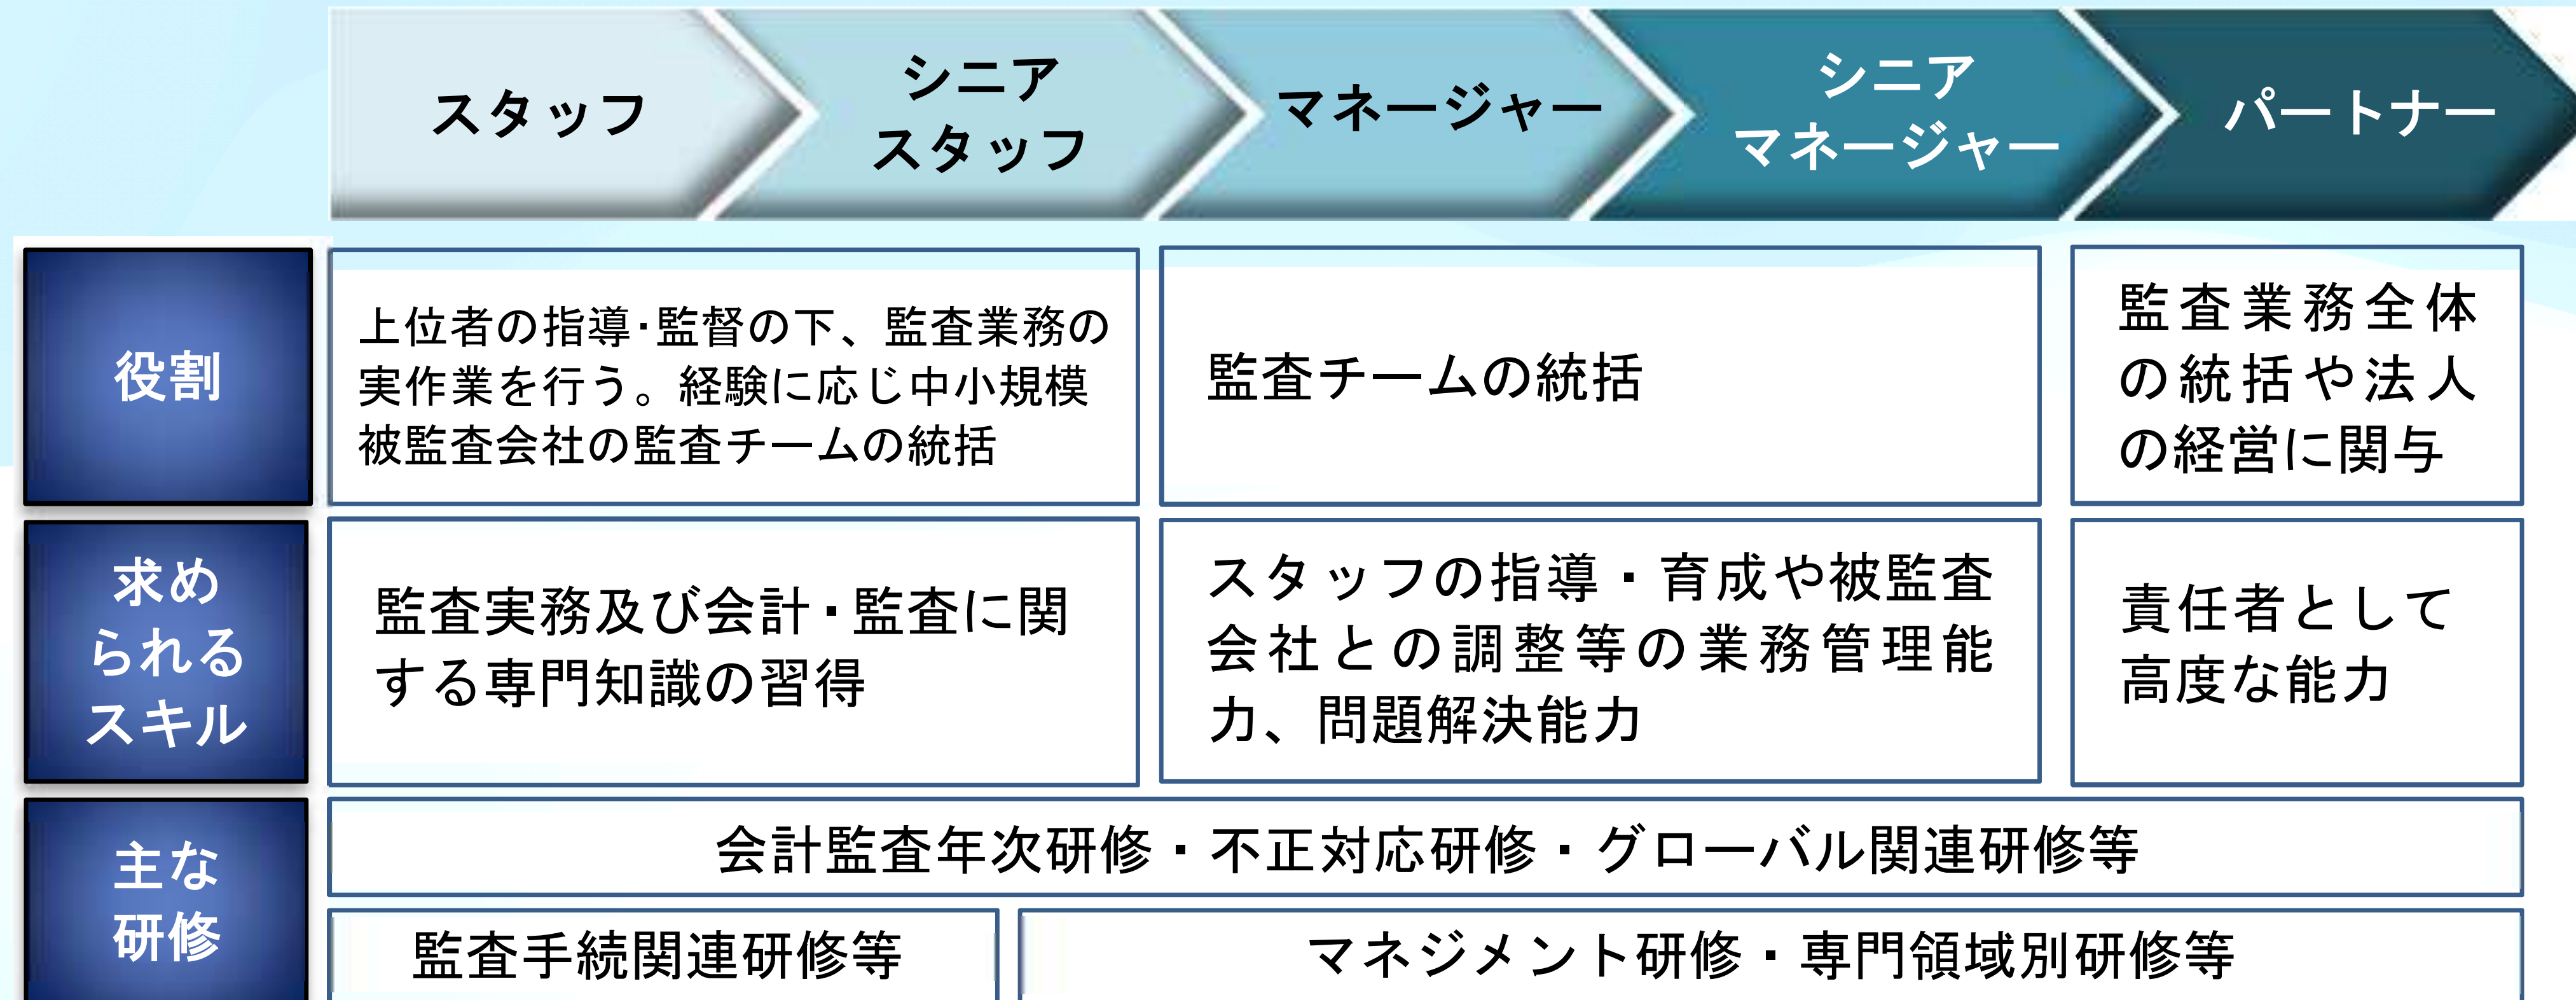 スタッフ
シニア
スタッフ
マネージャー
シニア
マネージャー
パートナー
役割
上位者の指導･監督の下、監査業務の
実作業を行う。経験に応じ中小規模
被監査会社の監査チームの統括
監査チームの統括
監査業務全体
の統括や法人
の経営に関与
求め
られる
スキル
監査実務及び会計･監査に関
する専門知識の習得
スタッフの指導・育成や被監査
会社との調整等の業務管理能
力、問題解決能力
責任者として
高度な能力
主な
研修
会計監査年次研修・不正対応研修・グローバル関連研修等
監査手続関連研修等
マネジメント研修・専門領域別研修等